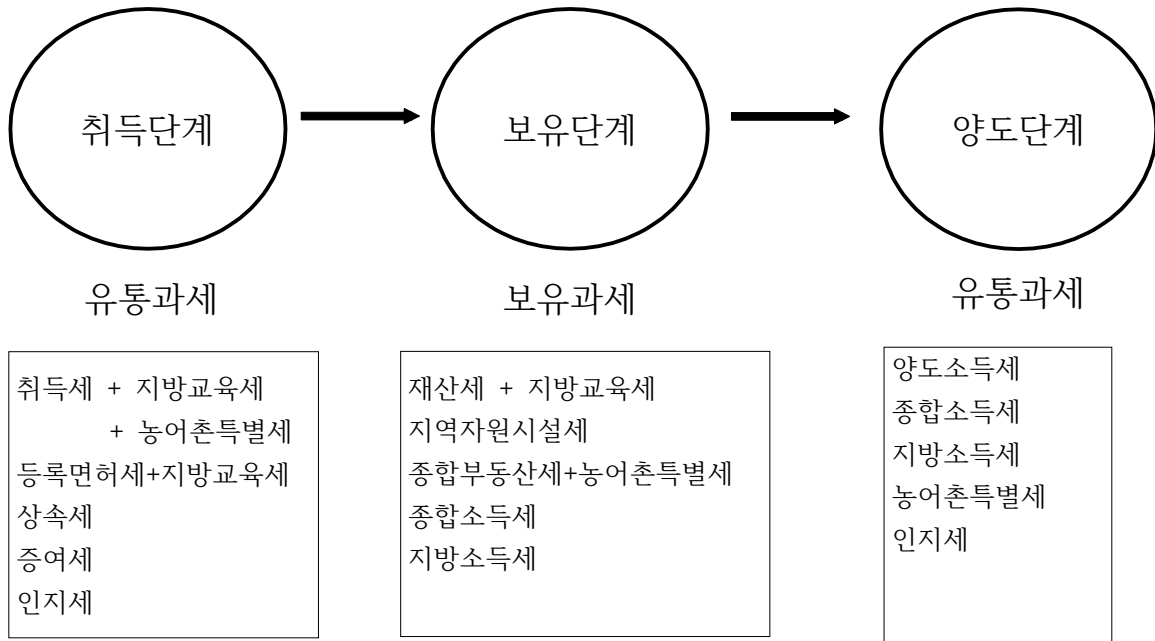 취득단계
보유단계
양도단계
유통과세
보유과세
유통과세
취득세 + 지방교육세
+ 농어촌특별세
등록면허세+지방교육세
상속세
증여세
인지세
재산세 + 지방교육세
지역자원시설세
종합부동산세+농어촌특별세
종합소득세
지방소득세
양도소득세
종합소득세
지방소득세
농어촌특별세
인지세